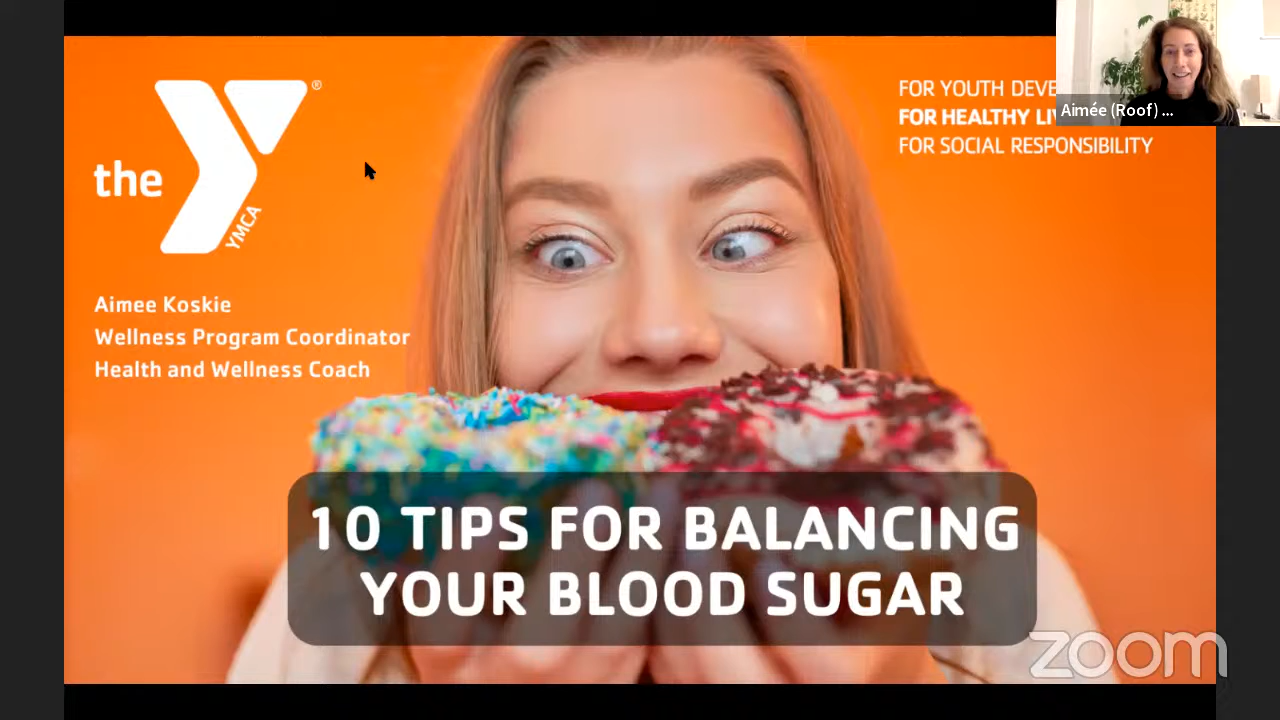 the
YMCA
®
FOR YOUTH DEVE
FOR HEALTHY LIV
FOR SOCIAL RESPONSIBILITY
Aimée (Roof) ...
Aimee Koskie
Wellness Program Coordinator
Health and Wellness Coach
10 TIPS FOR BALANCING
YOUR BLOOD SUGAR
zoom